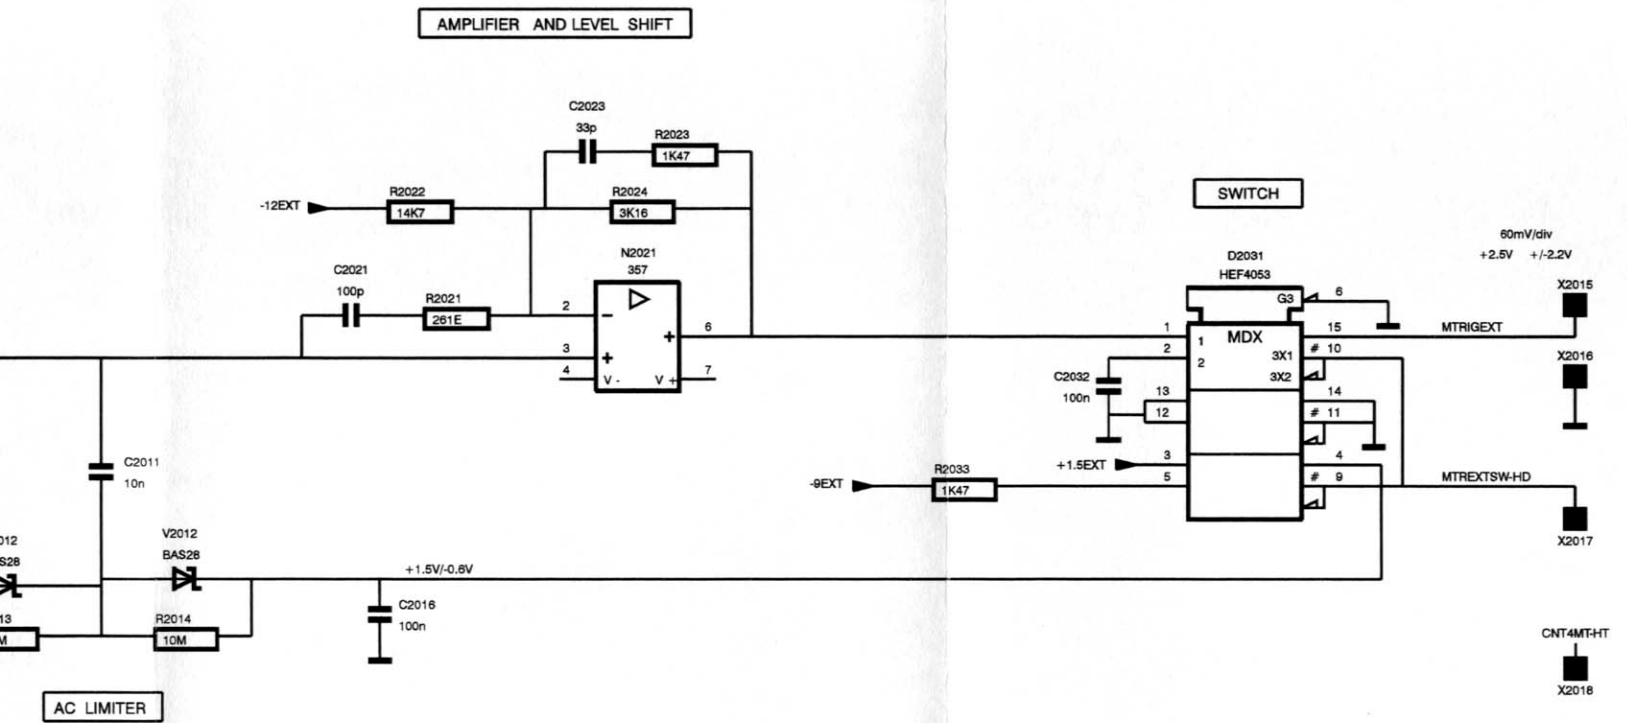 AMPLIFIER AND LEVEL SHIFT
C2023
33p
R2023
1K47
R2022
14K7
-12EXT
R2024
3K16
SWITCH
N2021
357
C2021
100p
R2021
261E
2
-
3
+
4
V -
6
+
7
V +
60mV/div
+2.5V +/-2.2V
D2031
HEF4053
G3
6
X2015
1
1
MDX
15
MTRIGEXT
2
2
3X1
# 10
3X2
X2016
C2032
100n
13
14
12
# 11
+1.5EXT
3
4
-9EXT
R2033
1K47
5
# 9
MTREXTSW-HD
X2017
C2011
10n
012
S28
V2012
BAS28
+1.5V/-0.6V
C2016
100n
13
M
R2014
10M
CNT4MT-HT
X2018
AC LIMITER